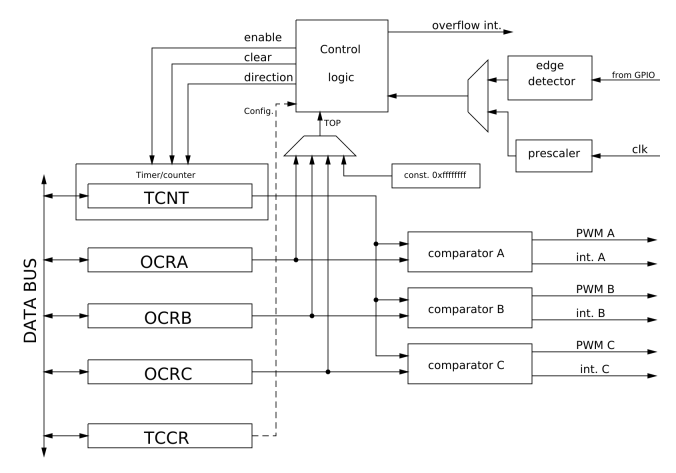 overflow int.
enable
Control
logic
clear
direction
edge
detector
from GPIO
Config.
TOP
prescaler
clk
Timer/counter
const. 0xffffffff
TCNT
DATA BUS
PWM A
comparator A
int. A
OCRA
PWM B
comparator B
int. B
OCRB
PWM C
comparator C
int. C
OCRC
TCCR